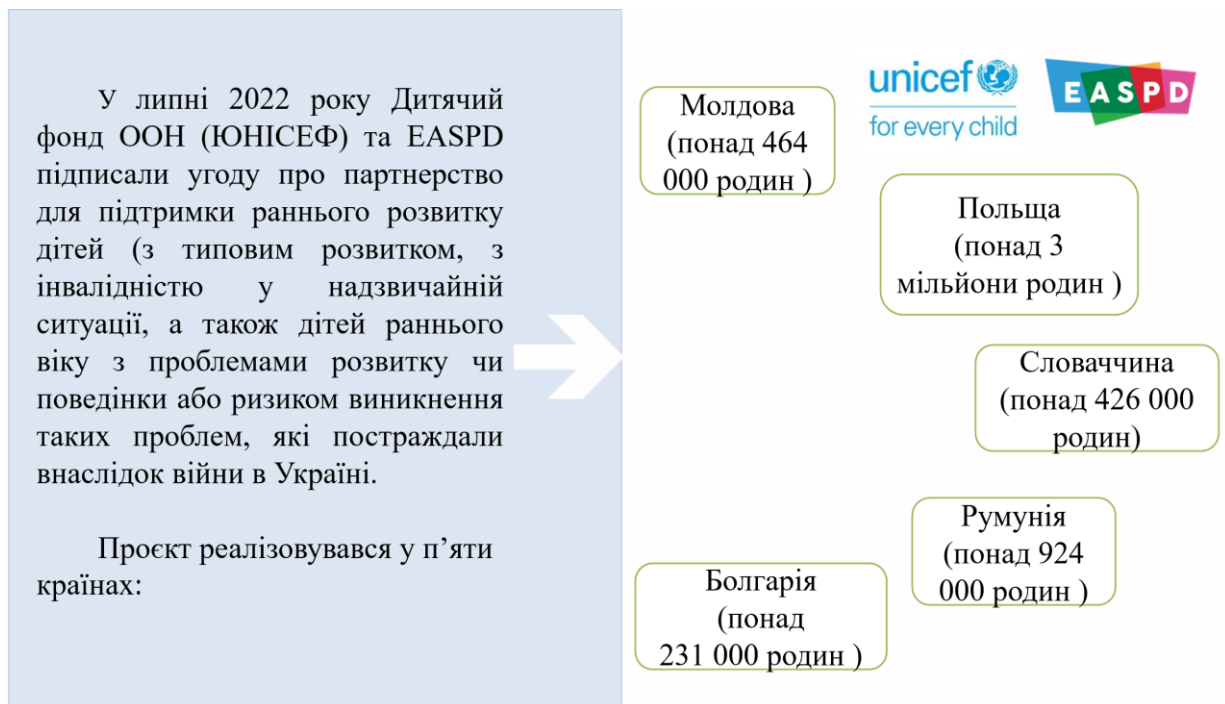 У липні 2022 року Дитячий
фонд ООН (ЮНІСЕФ) та EASPD
підписали угоду про партнерство
для підтримки раннього розвитку
дітей (з типовим розвитком, з
інвалідністю у надзвичайній
ситуації, а також дітей раннього
віку з проблемами розвитку чи
поведінки або ризиком виникнення
таких проблем, які постраждали
внаслідок війни в Україні.
Проєкт реалізовувався у п’яти
країнах:
unicef
for every child
EASPD
Молдова
(понад 464
000 родин )
Польща
(понад 3
мільйони родин )
Словаччина
(понад 426 000
родин)
Румунія
(понад 924
000 родин )
Болгарія
(понад
231 000 родин )